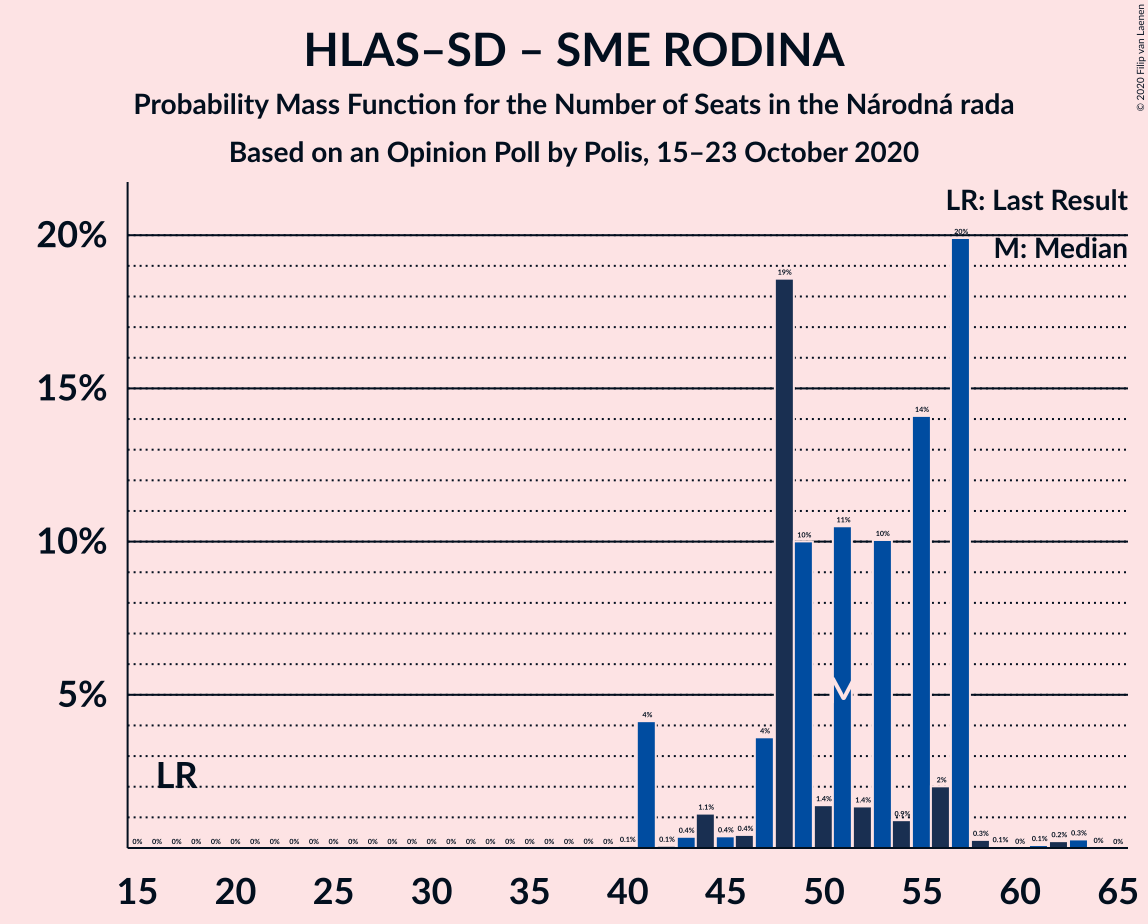 HLAS–SD – SME RODINA
Probability Mass Function for the Number of Seats in the Národná rada
Based on an Opinion Poll by Polis, 15–23 October 2020
© 2020 Filip van Laenen
LR: Last Result
M: Median
20%
15%
10%
5%
LR
M
0% 0% 0% 0% 0% 0% 0% 0% 0% 0% 0% 0% 0% 0% 0% 0% 0% 0% 0% 0% 0% 0% 0% 0% 0% 0.1% 4% 0.1% 0.4% 1.1% 0.4% 0.4% 4% 19% 10% 1.4% 11% 1.4% 10% 0.9% 14% 2% 20% 0.3% 0.1% 0% 0.1% 0.2% 0.3% 0% 0%
15 20 25 30 35 40 45 50 55 60 65